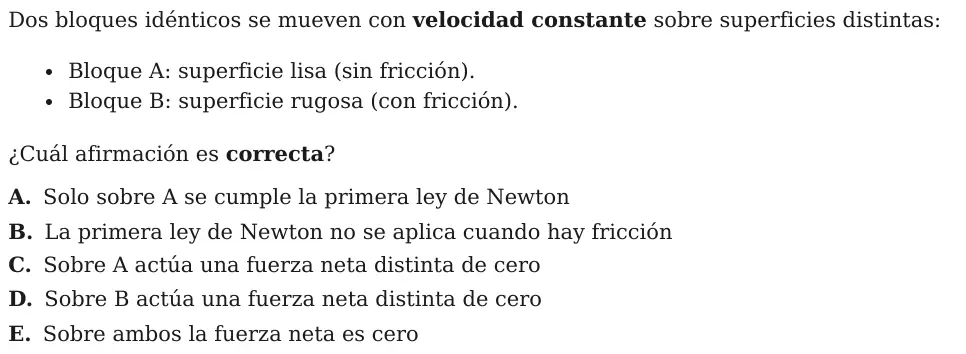 Dos bloques idénticos se mueven con velocidad constante sobre superficies distintas:
• Bloque A: superficie lisa (sin fricción).
• Bloque B: superficie rugosa (con fricción).
¿Cuál afirmación es correcta?
A. Solo sobre A se cumple la primera ley de Newton
B. La primera ley de Newton no se aplica cuando hay fricción
C. Sobre A actúa una fuerza neta distinta de cero
D. Sobre B actúa una fuerza neta distinta de cero
E. Sobre ambos la fuerza neta es cero